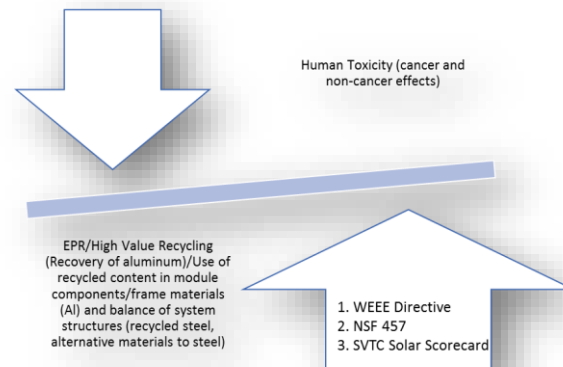 Human Toxicity (cancer and
non-cancer effects)
EPR/High Value Recycling
(Recovery of aluminum)/Use of
recycled content in module
components/frame materials
(Al) and balance of system
structures (recycled steel,
alternative materials to steel)
1. WEEE Directive
2. NSF 457
3. SVTC Solar Scorecard